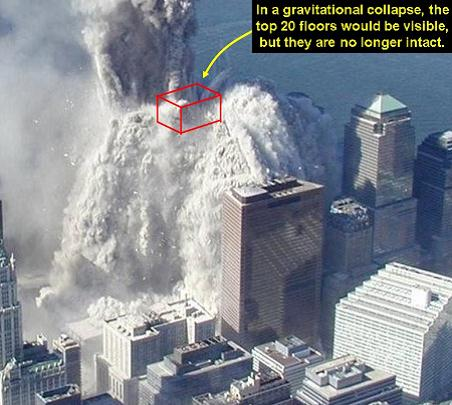 In a gravitational collapse, the
top 20 floors would be visible,
but they are no longer intact.